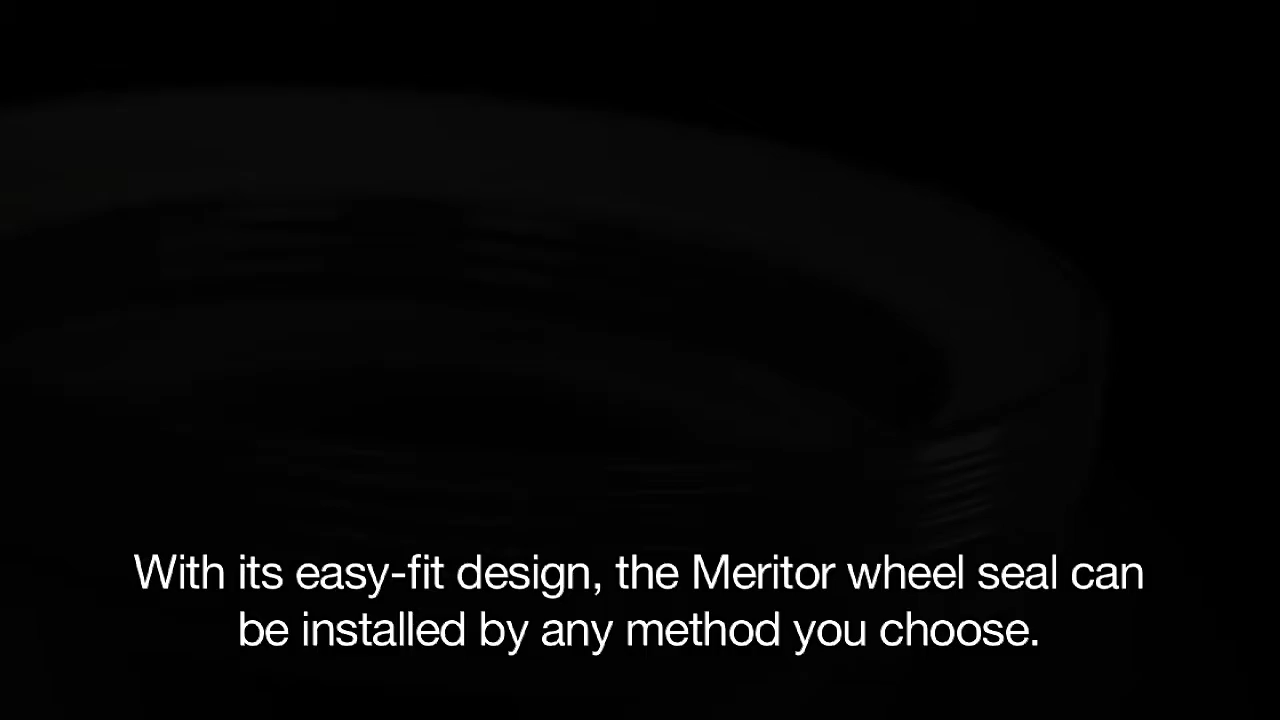 With its easy-fit design, the Meritor wheel seal can
be installed by any method you choose.